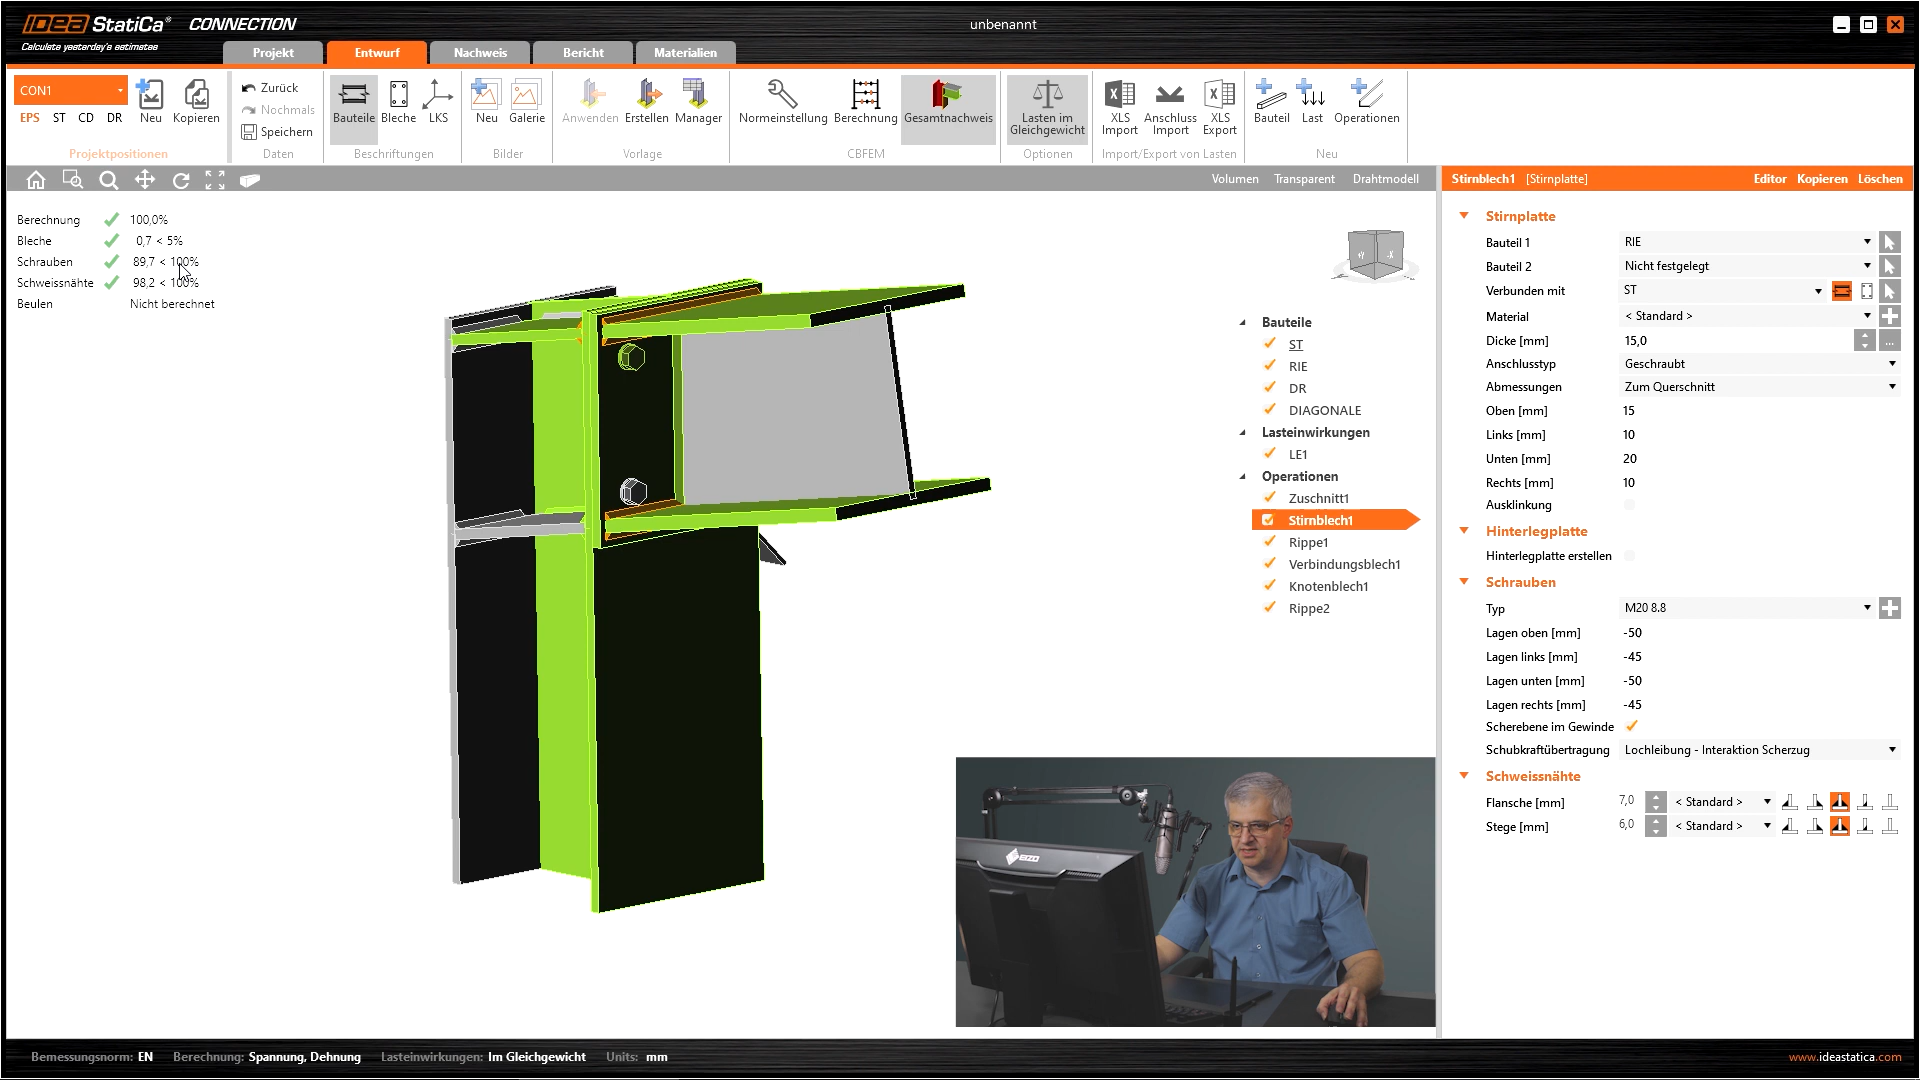 IDEA StatiCa® CONNECTION
Calculate yesterday's estimates
unbenannt
Projekt
Entwurf
Nachweis
Bericht
Materialien
CON1
EPS ST CD DR
Neu
Kopieren
Projektpositionen
Zurück
Nochmals
Speichern
Daten
Bauteile
Bleche
LKS
Beschriftungen
Neu
Galerie
Bilder
Anwenden
Erstellen
Manager
Vorlage
Normeinstellung
Berechnung
Gesamtnachweis
CBFEM
Lasten im
Gleichgewicht
Optionen
XLS
Import
Anschluss
Import
XLS
Export
Import/Export von Lasten
Bauteil
Last
Operationen
Neu
Volumen Transparent Drahtmodell
Berechnung 100,0%
Bleche 0,7 < 5%
Schrauben 89,7 < 100%
Schweissnähte 98,2 < 100%
Beulen Nicht berechnet
+Y -X
Bauteile
ST
RIE
DR
DIAGONALE
Lasteinwirkungen
LE1
Operationen
Zuschnitt1
Stirnblech1
Rippe1
Verbindungsblech1
Knotenblech1
Rippe2
EIZO
Stirnblech1 [Stirnplatte] Editor Kopieren Löschen
Stirnplatte
Bauteil 1 RIE
Bauteil 2 Nicht festgelegt
Verbunden mit ST
Material < Standard >
Dicke [mm] 15,0 ...
Anschlusstyp Geschraubt
Abmessungen Zum Querschnitt
Oben [mm] 15
Links [mm] 10
Unten [mm] 20
Rechts [mm] 10
Ausklinkung
Hinterlegplatte
Hinterlegplatte erstellen
Schrauben
Typ M20 8.8
Lagen oben [mm] -50
Lagen links [mm] -45
Lagen unten [mm] -50
Lagen rechts [mm] -45
Scherebene im Gewinde
Schubkraftübertragung Lochleibung - Interaktion Scherzug
Schweissnähte
Flansche [mm] 7,0 < Standard >
Stege [mm] 6,0 < Standard >
Bemessungsnorm: EN Berechnung: Spannung, Dehnung Lasteinwirkungen: Im Gleichgewicht Units: mm
www.ideastatica.com